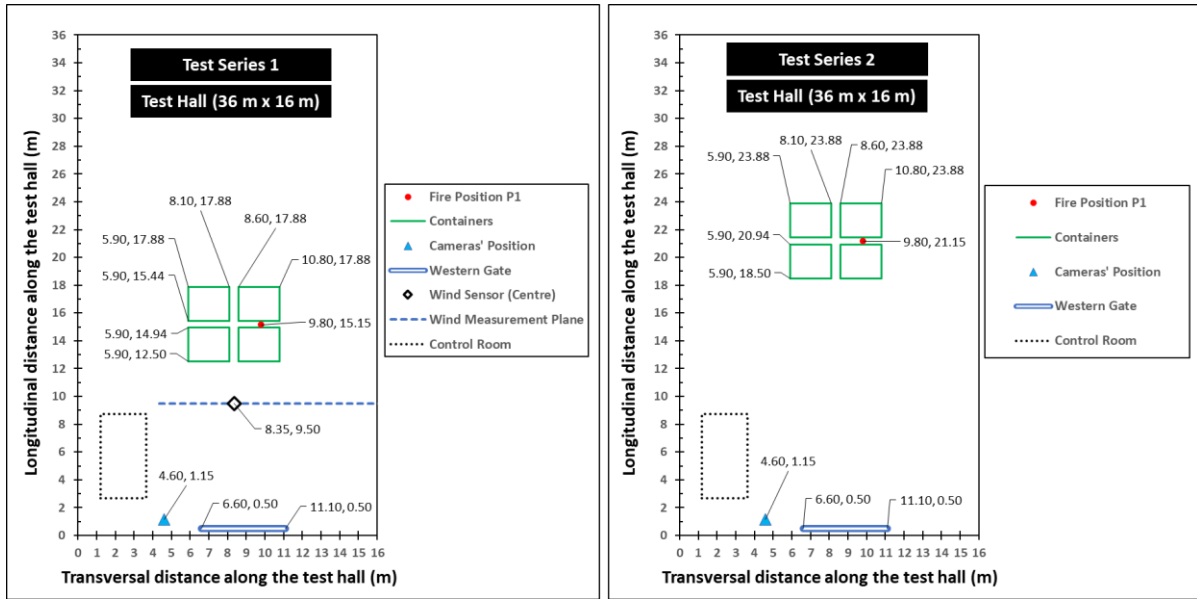 Test Series 1
Test Hall (36 m x 16 m)
Longitudinal distance along the test hall (m)
36
34
32
30
28
26
24
22
20
18
16
14
12
10
8
6
4
2
0
8.10, 17.88
8.60, 17.88
5.90, 17.88
10.80, 17.88
5.90, 15.44
9.80, 15.15
5.90, 14.94
5.90, 12.50
8.35, 9.50
4.60, 1.15
6.60, 0.50
11.10, 0.50
0 1 2 3 4 5 6 7 8 9 10 11 12 13 14 15 16
Transversal distance along the test hall (m)
Fire Position P1
Containers
Cameras' Position
Western Gate
Wind Sensor (Centre)
Wind Measurement Plane
Control Room
Test Series 2
Test Hall (36 m x 16 m)
Longitudinal distance along the test hall (m)
36
34
32
30
28
26
24
22
20
18
16
14
12
10
8
6
4
2
0
8.10, 23.88
8.60, 23.88
5.90, 23.88
10.80, 23.88
5.90, 20.94
9.80, 21.15
5.90, 18.50
4.60, 1.15
6.60, 0.50
11.10, 0.50
0 1 2 3 4 5 6 7 8 9 10 11 12 13 14 15 16
Transversal distance along the test hall (m)
Fire Position P1
Containers
Cameras' Position
Western Gate
Control Room